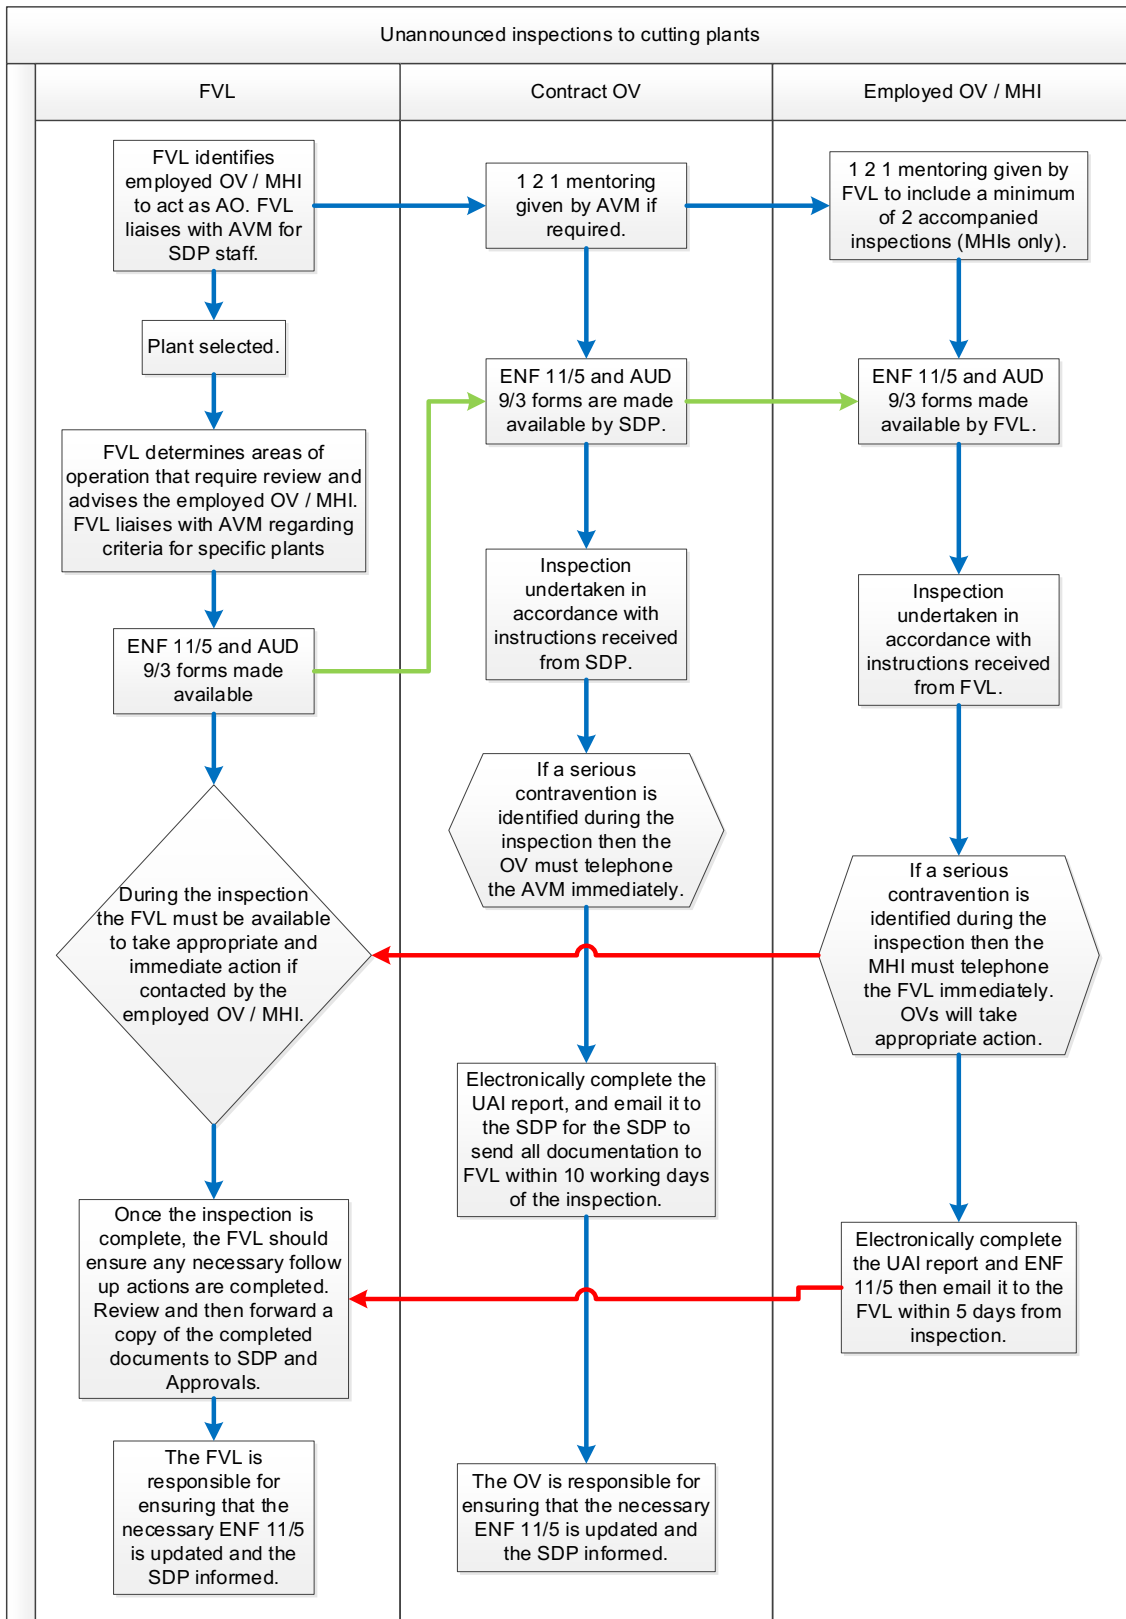 Unannounced inspections to cutting plants
FVL
Contract OV
Employed OV / MHI
FVL identifies
employed OV / MHI
to act as AO. FVL
liaises with AVM for
SDP staff.
Plant selected.
FVL determines areas of
operation that require review and
advises the employed OV / MHI.
FVL liaises with AVM regarding
criteria for specific plants
ENF 11/5 and AUD
9/3 forms made
available
During the inspection
the FVL must be available
to take appropriate and
immediate action if
contacted by the
employed OV / MHI.
Once the inspection is
complete, the FVL should
ensure any necessary follow
up actions are completed.
Review and then forward a
copy of the completed
documents to SDP and
Approvals.
The FVL is
responsible for
ensuring that the
necessary ENF 11/5
is updated and the
SDP informed.
1 2 1 mentoring
given by AVM if
required.
ENF 11/5 and AUD
9/3 forms are made
available by SDP.
Inspection
undertaken in
accordance with
instructions received
from SDP.
If a serious
contravention is
identified during the
inspection then the
OV must telephone
the AVM immediately.
Electronically complete the
UAI report, and email it to
the SDP for the SDP to
send all documentation to
FVL within 10 working days
of the inspection.
The OV is responsible for
ensuring that the necessary
ENF 11/5 is updated and
the SDP informed.
1 2 1 mentoring given by
FVL to include a minimum
of 2 accompanied
inspections (MHIs only).
ENF 11/5 and AUD
9/3 forms made
available by FVL.
Inspection
undertaken in
accordance with
instructions received
from FVL.
If a serious
contravention is
identified during the
inspection then the
MHI must telephone
the FVL immediately.
OVs will take
appropriate action.
Electronically complete
the UAI report and ENF
11/5 then email it to the
FVL within 5 days from
inspection.